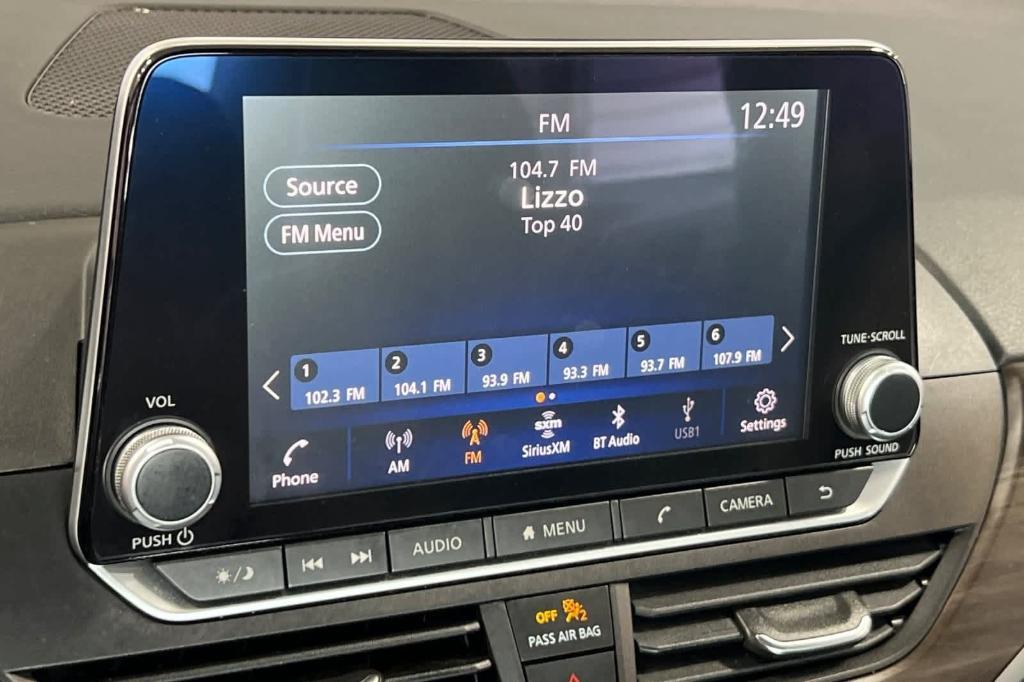 FM
12:49
104.7 FM
Lizzo
Top 40
Source
FM Menu
1
102.3 FM
2
104.1 FM
3
93.9 FM
4
93.3 FM
5
93.7 FM
6
107.9 FM
Phone
AM
FM
sxm
SiriusXM
BT Audio
USB1
Settings
VOL
PUSH
TUNE·SCROLL
PUSH SOUND
AUDIO
MENU
CAMERA
OFF 2
PASS AIR BAG